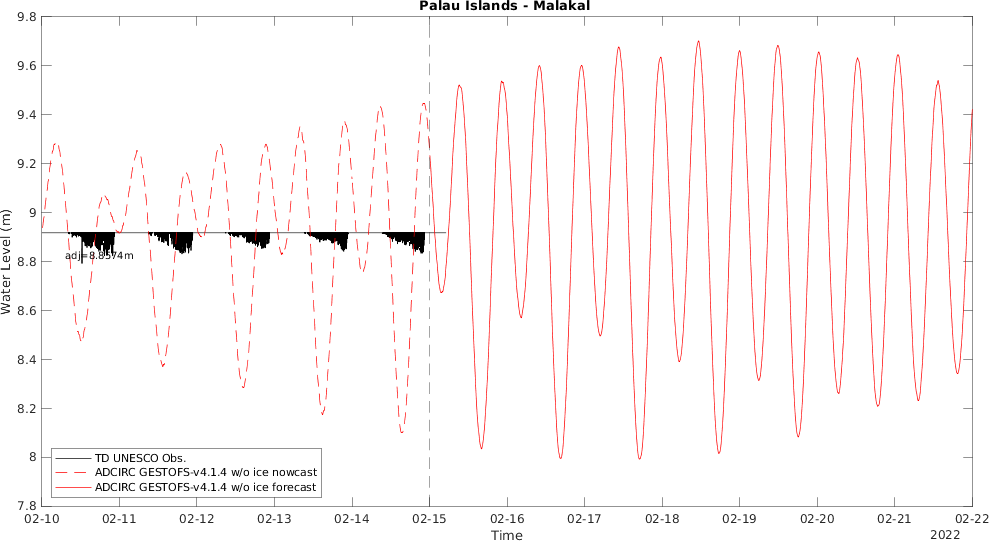 Palau Islands - Malakal
Water Level (m)
9.8
9.6
9.4
9.2
9
8.8
8.6
8.4
8.2
8
7.8
adj=8.8574m
TD UNESCO Obs.
ADCIRC GESTOFS-v4.1.4 w/o ice nowcast
ADCIRC GESTOFS-v4.1.4 w/o ice forecast
02-10 02-11 02-12 02-13 02-14 02-15 02-16 02-17 02-18 02-19 02-20 02-21 02-22
Time
2022